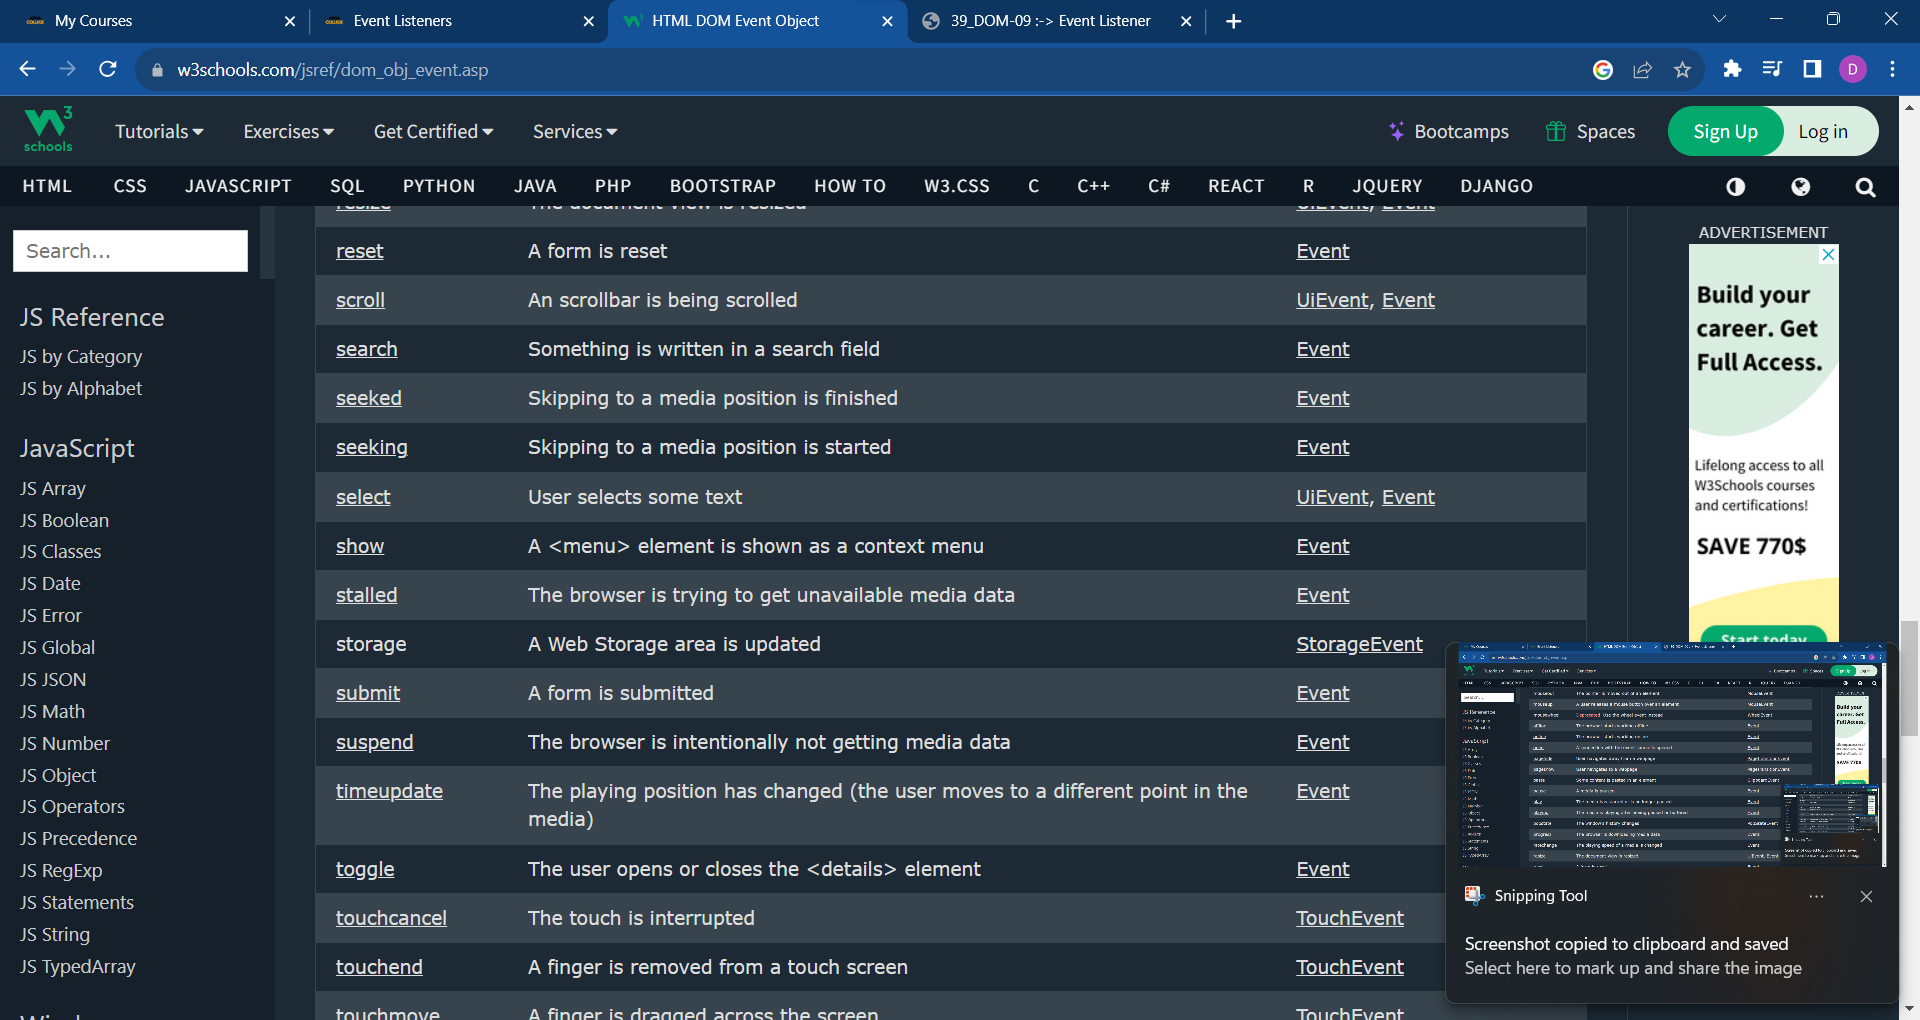 My Courses
Event Listeners
HTML DOM Event Object
39_DOM-09 :-> Event Listener
w3schools.com/jsref/dom_obj_event.asp
D
3
schools
Tutorials
Exercises
Get Certified
Services
Bootcamps
Spaces
Sign Up
Log in
HTML CSS JAVASCRIPT SQL PYTHON JAVA PHP BOOTSTRAP HOW TO W3.CSS C C++ C# REACT R JQUERY DJANGO
Search...
JS Reference
JS by Category
JS by Alphabet
JavaScript
JS Array
JS Boolean
JS Classes
JS Date
JS Error
JS Global
JS JSON
JS Math
JS Number
JS Object
JS Operators
JS Precedence
JS RegExp
JS Statements
JS String
JS TypedArray
resize The document view is resized UiEvent, Event
reset A form is reset Event
scroll An scrollbar is being scrolled UiEvent, Event
search Something is written in a search field Event
seeked Skipping to a media position is finished Event
seeking Skipping to a media position is started Event
select User selects some text UiEvent, Event
show A <menu> element is shown as a context menu Event
stalled The browser is trying to get unavailable media data Event
storage A Web Storage area is updated StorageEvent
submit A form is submitted Event
suspend The browser is intentionally not getting media data Event
timeupdate The playing position has changed (the user moves to a different point in the Event
media)
toggle The user opens or closes the <details> element Event
touchcancel The touch is interrupted TouchEvent
touchend A finger is removed from a touch screen TouchEvent
touchmove A finger is dragged across the screen TouchEvent
ADVERTISEMENT
Build your
career. Get
Full Access.
Lifelong access to all
W3Schools courses
and certifications!
SAVE 770$
Start today
Snipping Tool
Screenshot copied to clipboard and saved
Select here to mark up and share the image